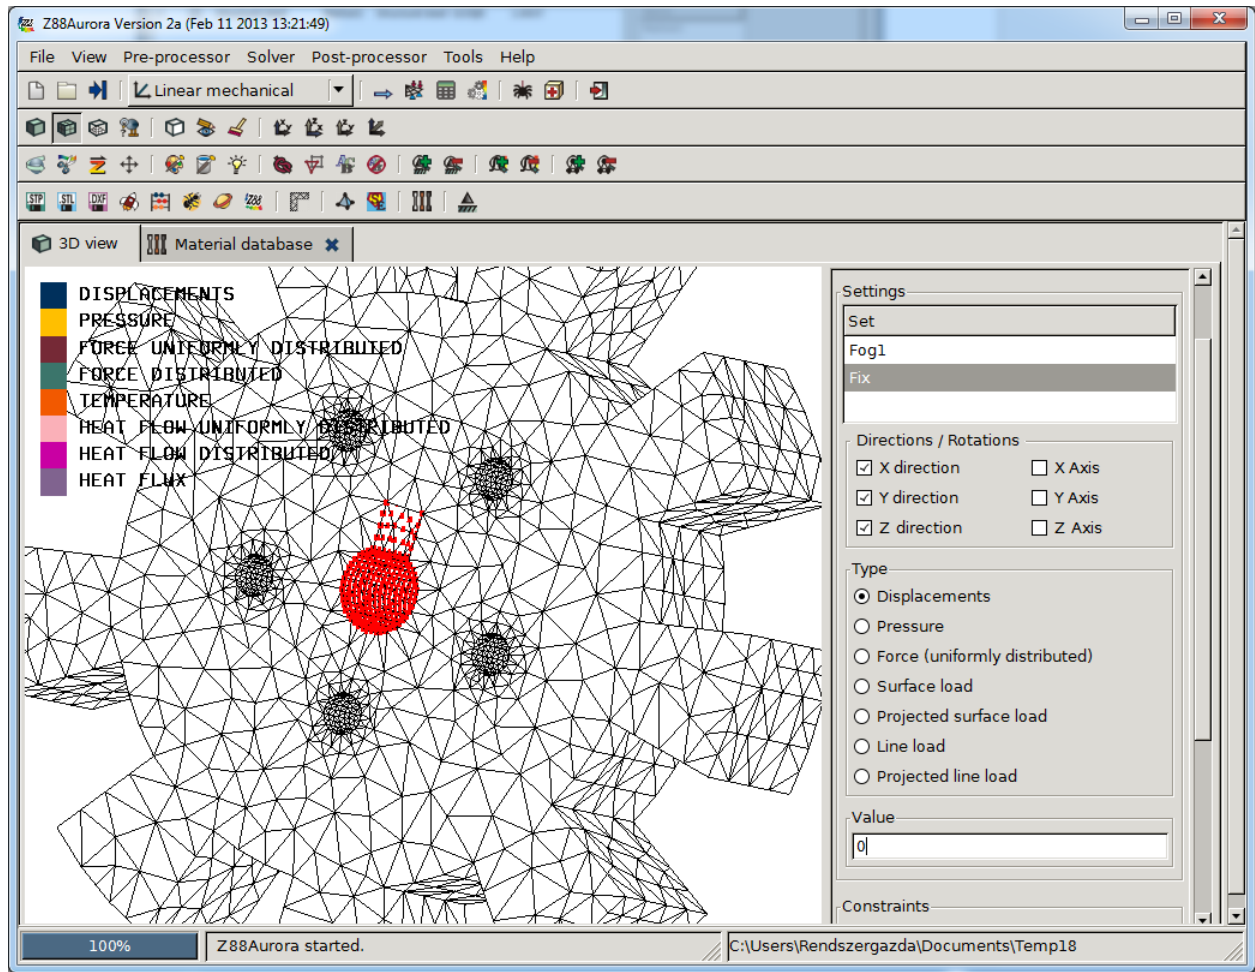 Z88Aurora Version 2a (Feb 11 2013 13:21:49)
File View Pre-processor Solver Post-processor Tools Help
Linear mechanical
STP STL DXF Z88
3D view Material database
DISPLACEMENTS
PRESSURE
FORCE UNIFORMLY DISTRIBUTED
FORCE DISTRIBUTED
TEMPERATURE
HEAT FLOW UNIFORMLY DISTRIBUTED
HEAT FLOW DISTRIBUTED
HEAT FLUX
Settings
Set
Fog1
Fix
Directions / Rotations
X direction X Axis
Y direction Y Axis
Z direction Z Axis
Type
Displacements
Pressure
Force (uniformly distributed)
Surface load
Projected surface load
Line load
Projected line load
Value
0
Constraints
100% Z88Aurora started. C:\Users\Rendszergazda\Documents\Temp18